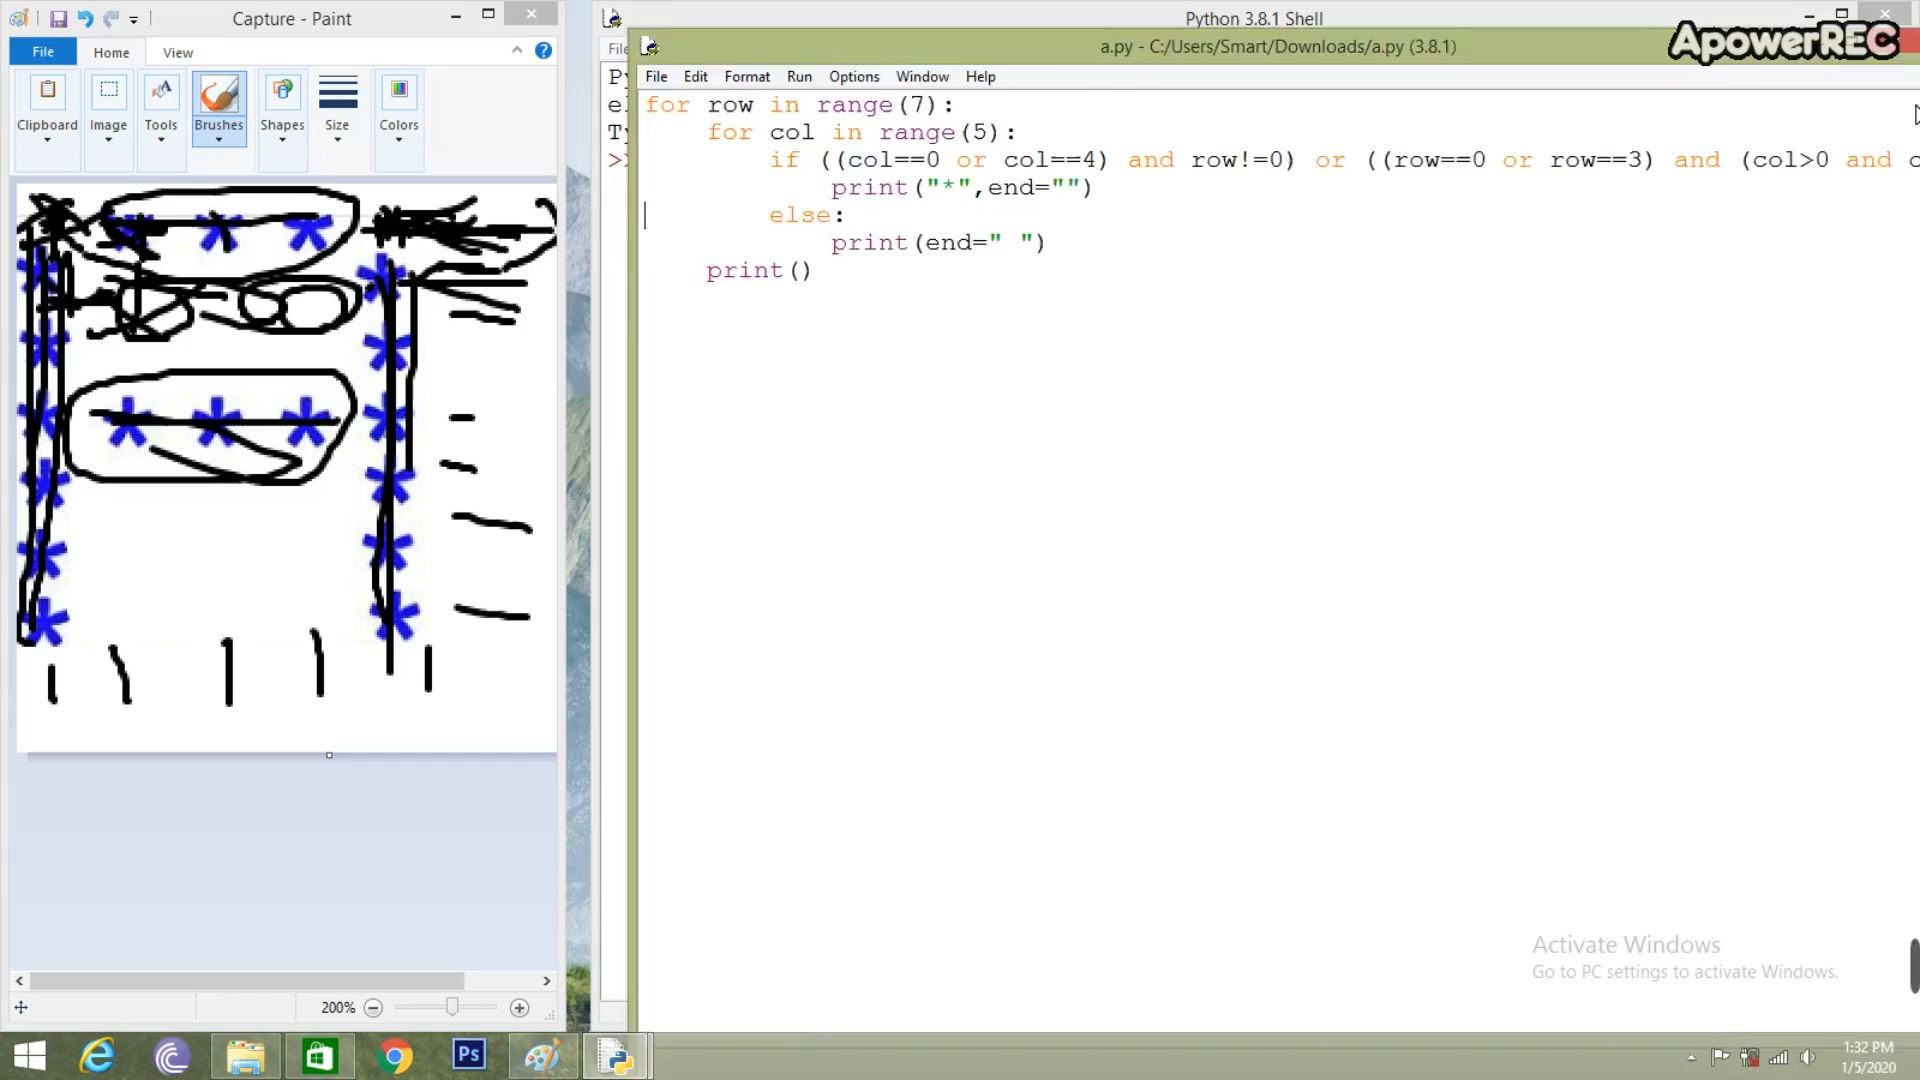 Capture - Paint
File Home View
Clipboard Image Tools Brushes Shapes Size Colors
200%
Python 3.8.1 Shell
ApowerREC
a.py - C:/Users/Smart/Downloads/a.py (3.8.1)
File Edit Format Run Options Window Help
for row in range(7):
for col in range(5):
if ((col==0 or col==4) and row!=0) or ((row==0 or row==3) and (col>0 and
print("*",end="")
else:
print(end=" ")
print()
Activate Windows
Go to PC settings to activate Windows.
Ps
1:32 PM
1/5/2020